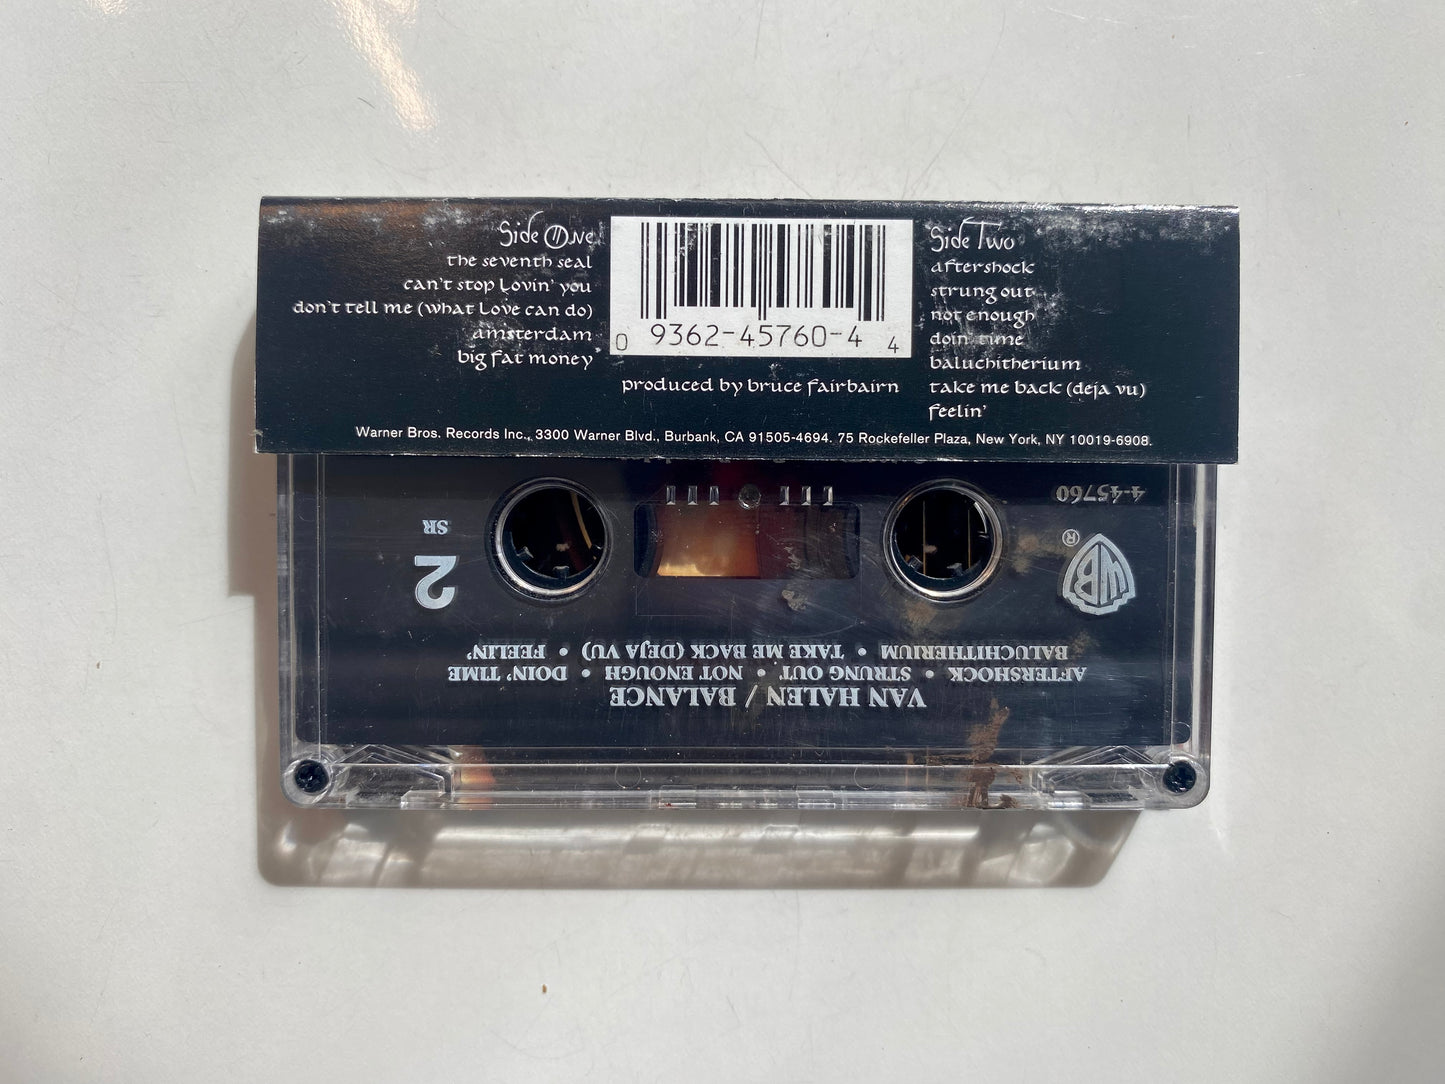 Side One
the seventh seal
can't stop lovin' you
don't tell me (what love can do)
amsterdam
big fat money
0 9362-45760-4 4
produced by bruce fairbairn
Side Two
aftershock
strung out
not enough
doin' time
baluchitherium
take me back (deja vu)
feelin'
Warner Bros. Records Inc., 3300 Warner Blvd., Burbank, CA 91505-4694. 75 Rockefeller Plaza, New York, NY 10019-6908.
VAN HALEN / BALANCE
AFTERSHOCK • STRUNG OUT • NOT ENOUGH • DOIN' TIME
BALUCHITHERIUM • TAKE ME BACK (DEJA VU) • FEELIN'
WB ®
2
SR
4-45760